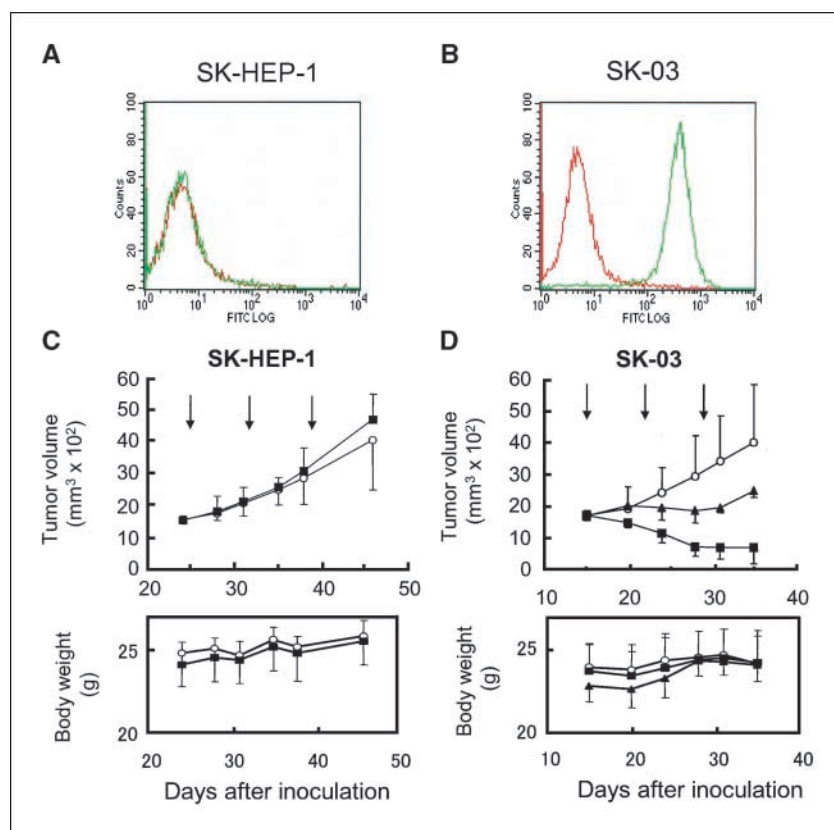 A
SK-HEP-1
100
80
60
40
20
0
Counts
10⁰ 10¹ 10² 10³ 10⁴
FITC LOG
B
SK-03
100
80
60
40
20
0
Counts
10⁰ 10¹ 10² 10³ 10⁴
FITC LOG
C
SK-HEP-1
60
50
40
30
20
10
0
Tumor volume
(mm³ x 10²)
20 30 40 50
25
20
Body weight
(g)
20 30 40 50
Days after inoculation
D
SK-03
60
50
40
30
20
10
0
Tumor volume
(mm³ x 10²)
10 20 30 40
25
20
Body weight
(g)
10 20 30 40
Days after inoculation